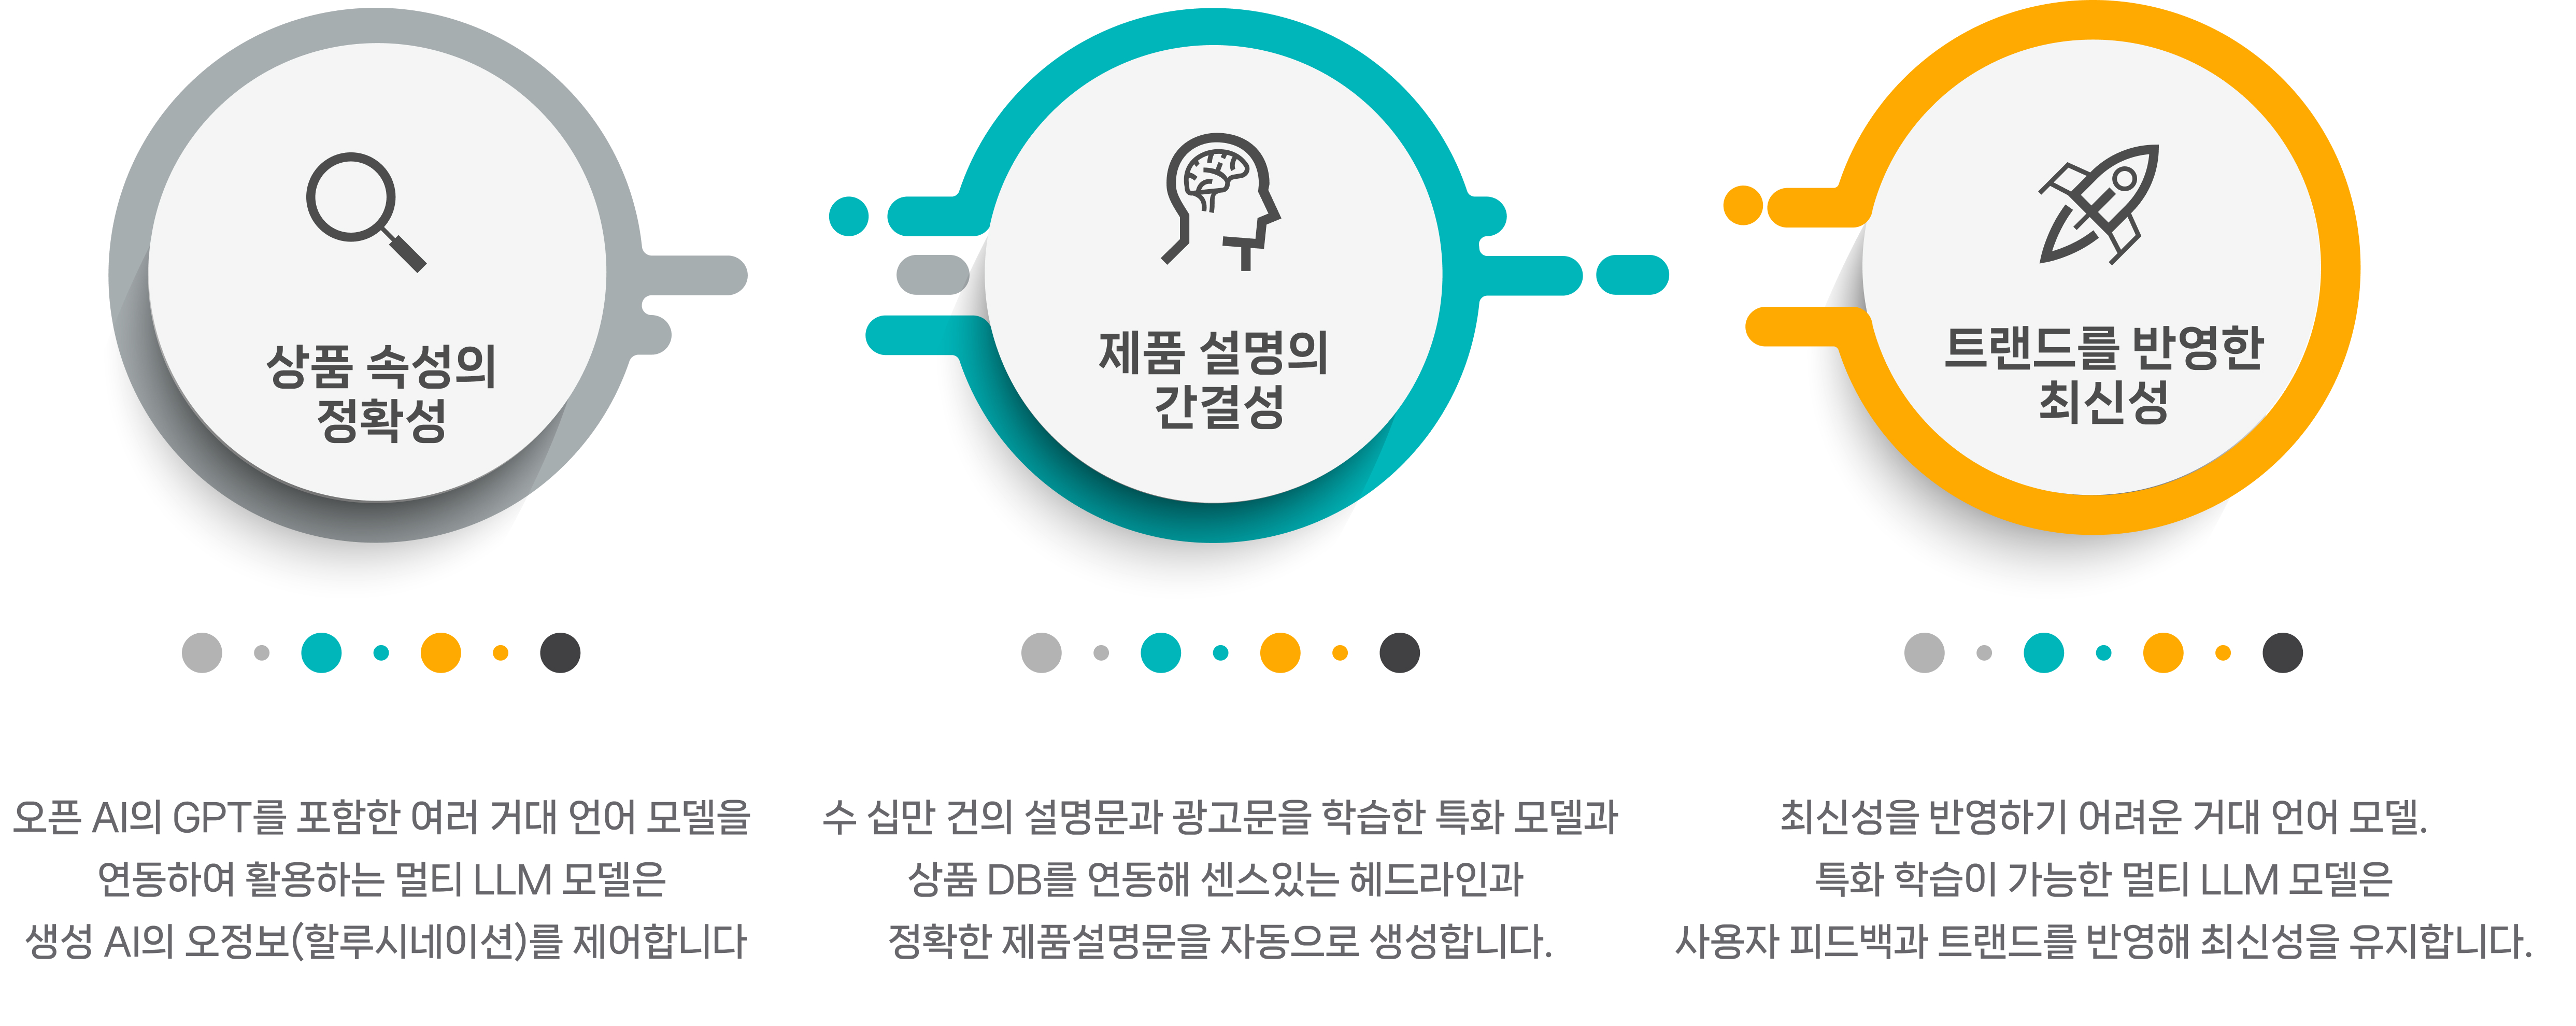 상품 속성의
정확성
제품 설명의
간결성
트랜드를 반영한
최신성
오픈 AI의 GPT를 포함한 여러 거대 언어 모델을
연동하여 활용하는 멀티 LLM 모델은
생성 AI의 오정보(할루시네이션)를 제어합니다
수 십만 건의 설명문과 광고문을 학습한 특화 모델과
상품 DB를 연동해 센스있는 헤드라인과
정확한 제품설명문을 자동으로 생성합니다.
최신성을 반영하기 어려운 거대 언어 모델.
특화 학습이 가능한 멀티 LLM 모델은
사용자 피드백과 트랜드를 반영해 최신성을 유지합니다.